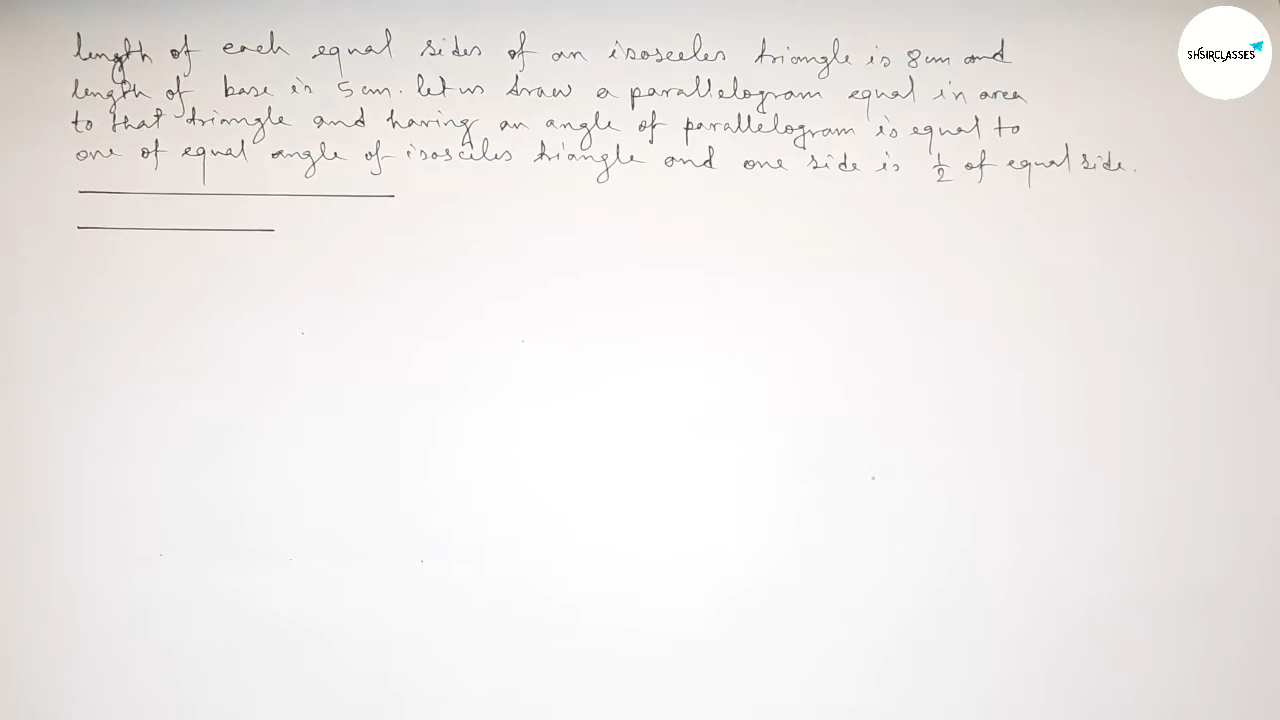 length of each equal sides of an isosceles triangle is 8cm and
length of base is 5cm. let us draw a parallelogram equal in area
to that triangle and having an angle of parallelogram is equal to
one of equal angle of isosciles triangle and one side is 1/2 of equal side.
SHSIRCLASSES